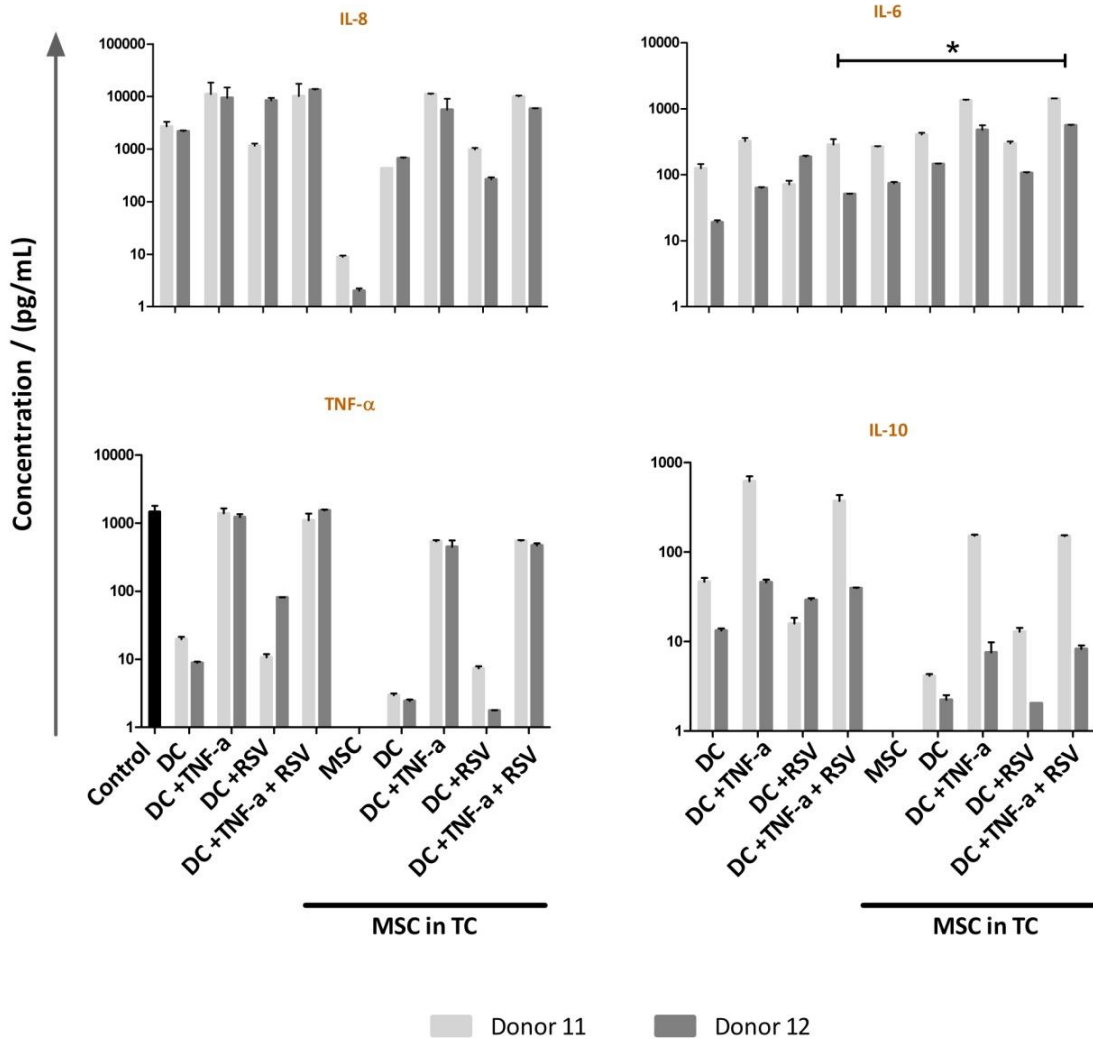 IL-8
100000
10000
1000
100
10
1
IL-6
10000
1000
100
10
1
*
Concentration / (pg/mL)
TNF-α
10000
1000
100
10
1
Control
DC
DC +TNF-a
DC +RSV
DC +TNF-a + RSV
MSC
DC
DC +TNF-a
DC +RSV
DC +TNF-a + RSV
MSC in TC
IL-10
1000
100
10
1
DC
DC +TNF-a
DC +RSV
DC +TNF-a + RSV
MSC
DC
DC +TNF-a
DC +RSV
DC +TNF-a + RSV
MSC in TC
Donor 11
Donor 12